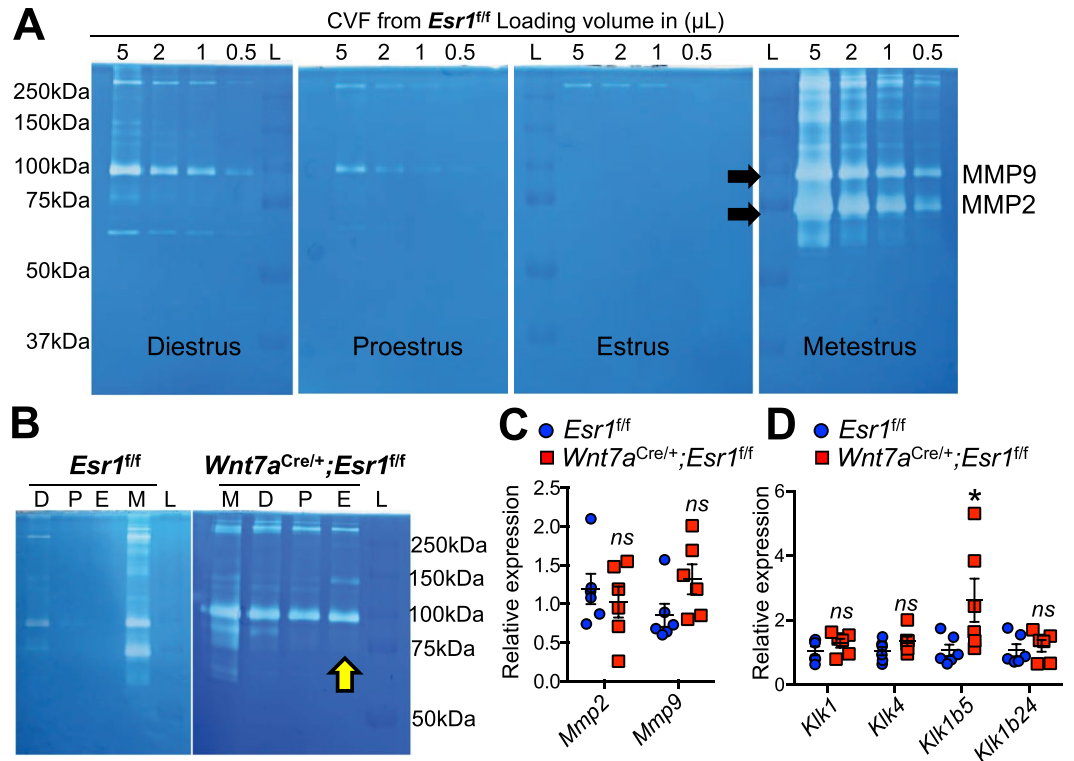 A
CVF from Esr1f/f Loading volume in (µL)
5 2 1 0.5 L 5 2 1 0.5 5 2 1 0.5 L 5 2 1 0.5
250kDa
150kDa
100kDa
75kDa
50kDa
37kDa
MMP9
MMP2
Diestrus Proestrus Estrus Metestrus
B
Esr1f/f Wnt7aCre/+;Esr1f/f
D P E M L M D P E L
250kDa
150kDa
100kDa
75kDa
50kDa
C
Esr1f/f
Wnt7aCre/+;Esr1f/f
Relative expression
2.5
2.0
1.5
1.0
0.5
0.0
ns ns
Mmp2 Mmp9
D
Esr1f/f
Wnt7aCre/+;Esr1f/f
Relative expression
6
4
2
0
ns ns * ns
Klk1 Klk4 Klk1b5 Klk1b24